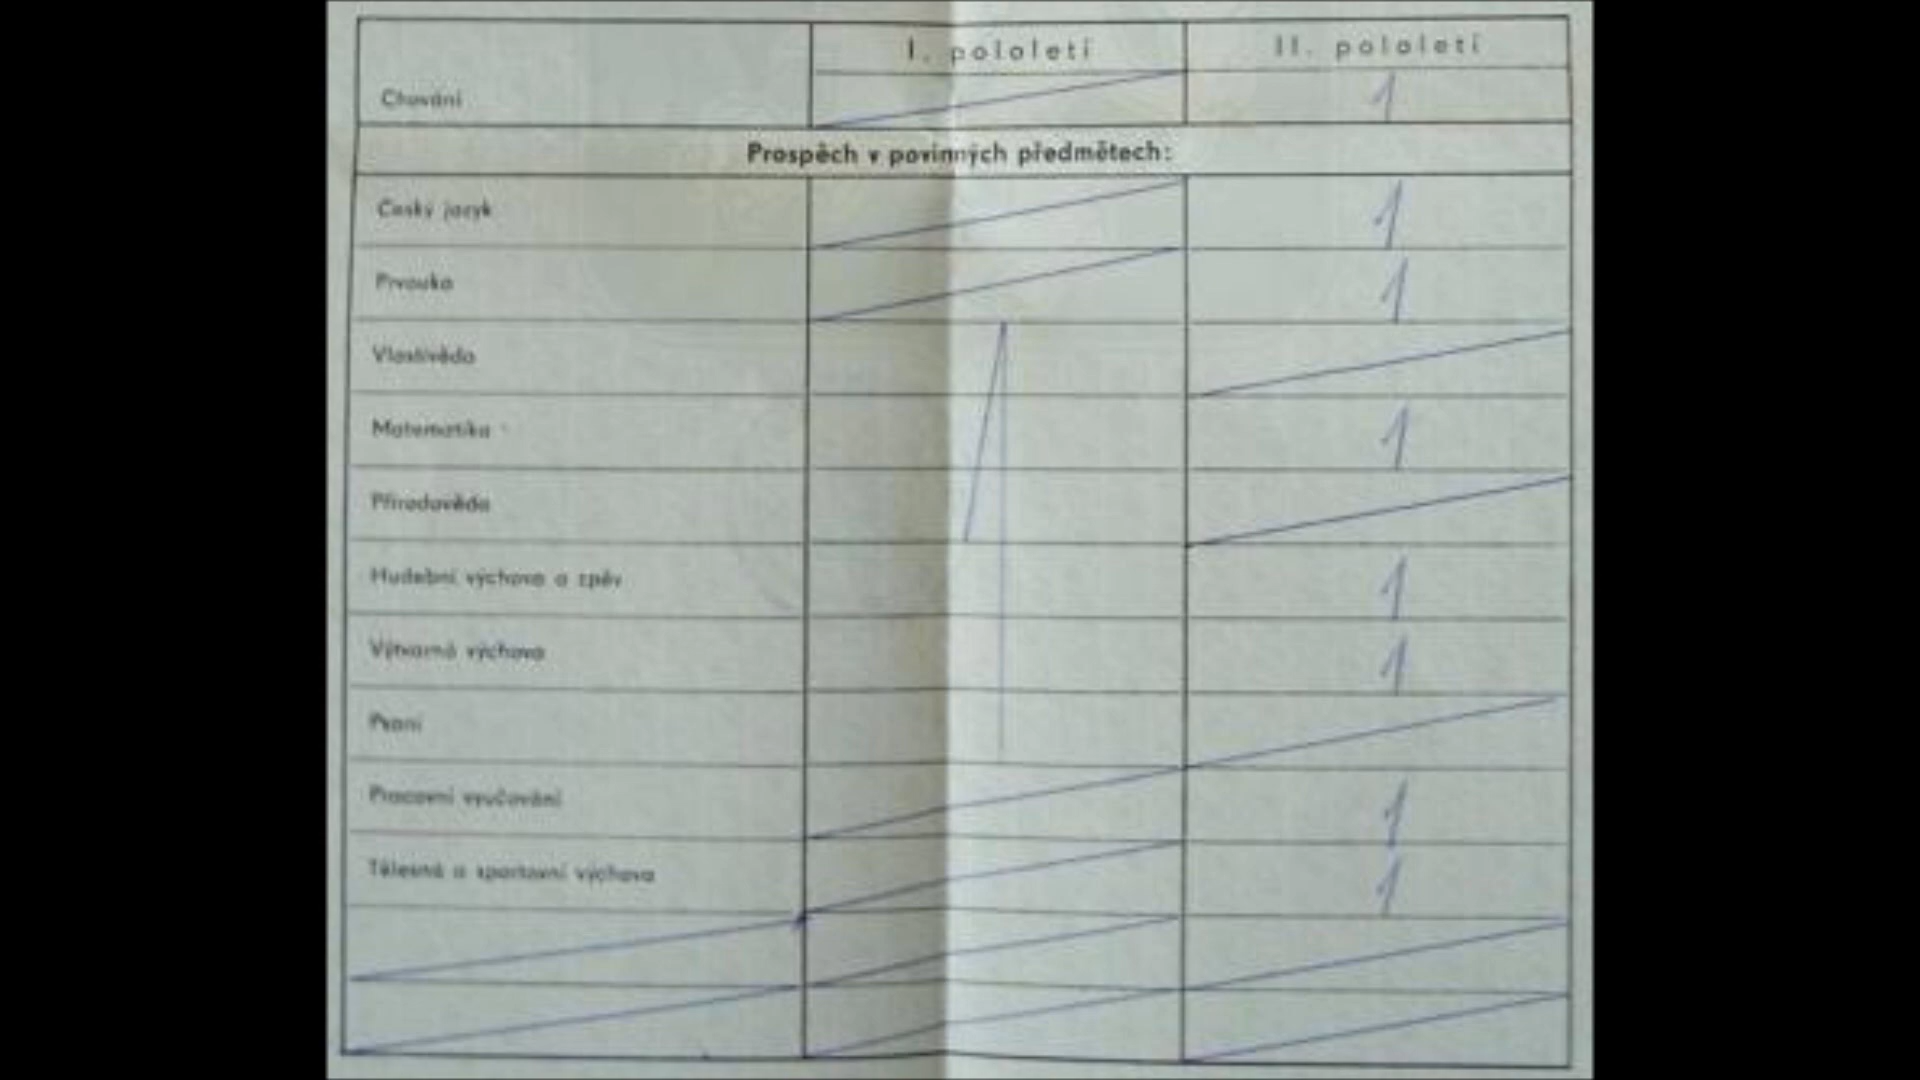 I. pololetí II. pololetí
Chování 1
Prospěch v povinných předmětech:
Český jazyk 1
Prvouka 1
Vlastivěda
Matematika 1
Přírodověda
Hudební výchova a zpěv 1
Výtvarná výchova 1
Psaní
Pracovní vyučování 1
Tělesná a sportovní výchova 1